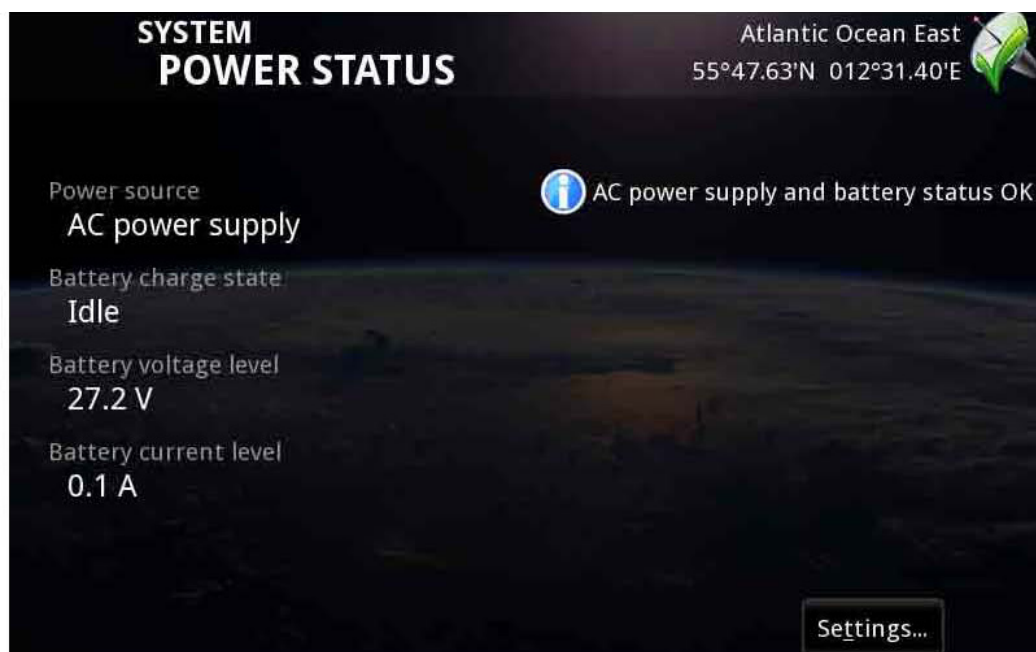 SYSTEM
POWER STATUS
Atlantic Ocean East
55°47.63'N 012°31.40'E
Power source
AC power supply
AC power supply and battery status OK
Battery charge state
Idle
Battery voltage level
27.2 V
Battery current level
0.1 A
Settings...